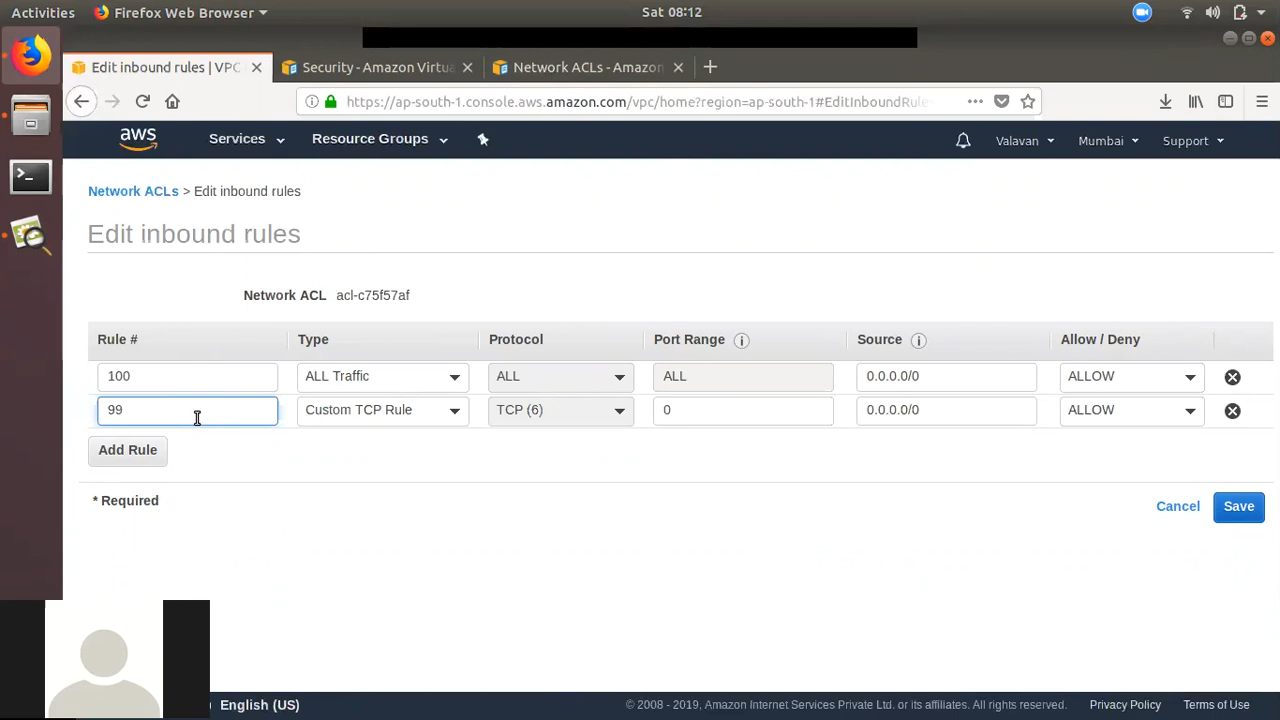 Activities Firefox Web Browser Sat 08:12
Edit inbound rules | VPC Security - Amazon Virtu Network ACLs - Amazon
https://ap-south-1.console.aws.amazon.com/vpc/home?region=ap-south-1#EditInboundRule
aws Services Resource Groups Valavan Mumbai Support
Network ACLs > Edit inbound rules
Edit inbound rules
Network ACL acl-c75f57af
Rule # Type Protocol Port Range i Source i Allow / Deny
100 ALL Traffic ALL ALL 0.0.0.0/0 ALLOW
99 Custom TCP Rule TCP (6) 0 0.0.0.0/0 ALLOW
Add Rule
* Required Cancel Save
English (US) © 2008 - 2019, Amazon Internet Services Private Ltd. or its affiliates. All rights reserved. Privacy Policy Terms of Use